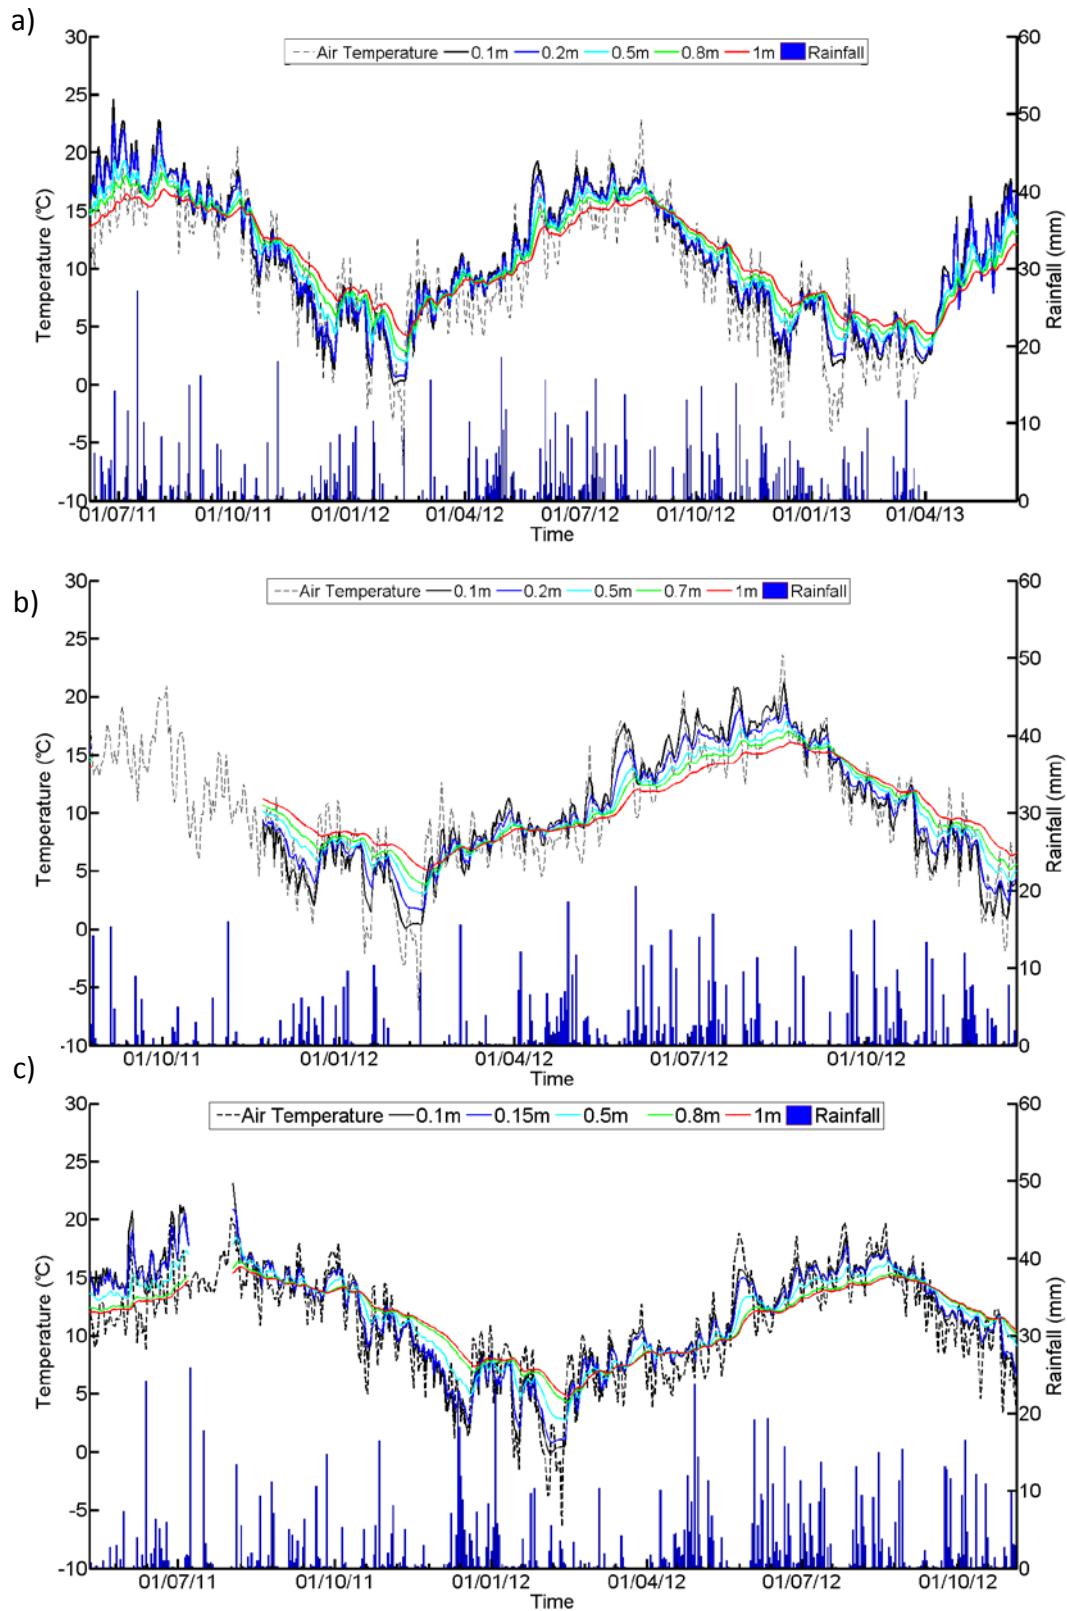 a)
Air Temperature 0.1m 0.2m 0.5m 0.8m 1m Rainfall
30 25 20 15 10 5 0 -5 -10
Temperature (°C)
60 50 40 30 20 10 0
Rainfall (mm)
01/07/11 01/10/11 01/01/12 01/04/12 01/07/12 01/10/12 01/01/13 01/04/13
Time
b)
Air Temperature 0.1m 0.2m 0.5m 0.7m 1m Rainfall
30 25 20 15 10 5 0 -5 -10
Temperature (°C)
60 50 40 30 20 10 0
Rainfall (mm)
01/10/11 01/01/12 01/04/12 01/07/12 01/10/12
Time
c)
Air Temperature 0.1m 0.15m 0.5m 0.8m 1m Rainfall
30 25 20 15 10 5 0 -5 -10
Temperature (°C)
60 50 40 30 20 10 0
Rainfall (mm)
01/07/11 01/10/11 01/01/12 01/04/12 01/07/12 01/10/12
Time